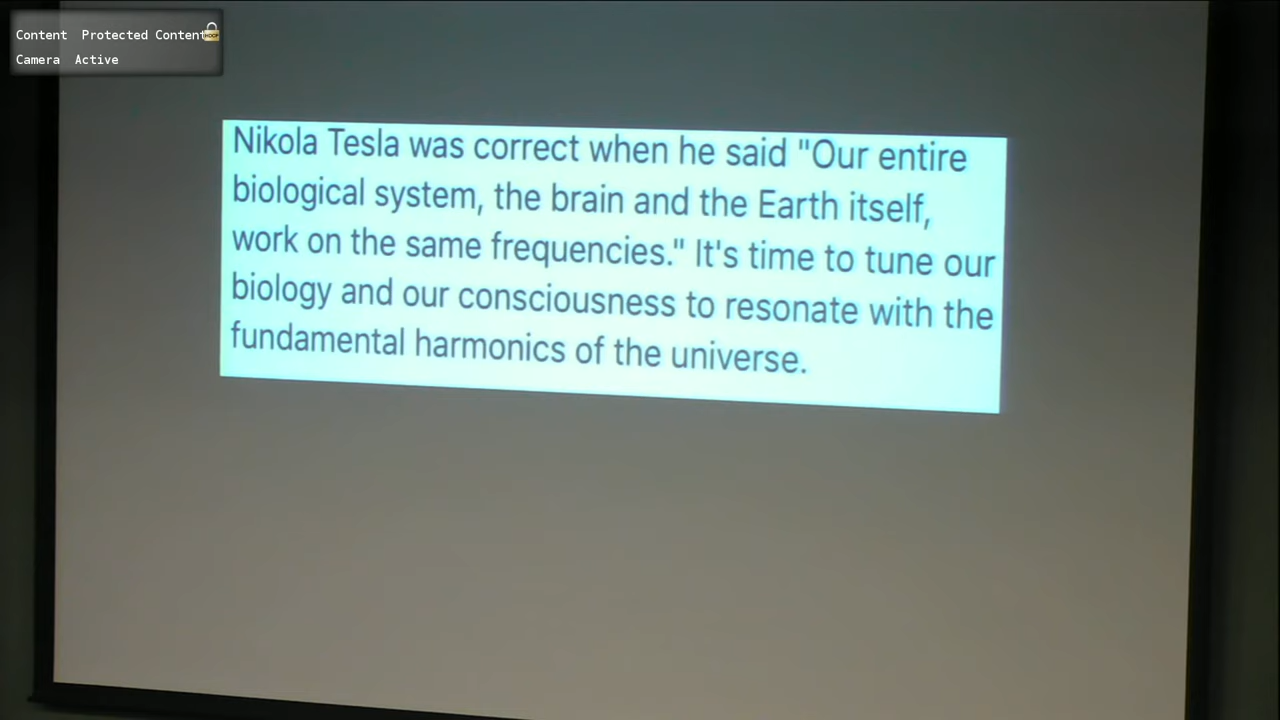 Content Protected Content
Camera Active
Nikola Tesla was correct when he said "Our entire
biological system, the brain and the Earth itself,
work on the same frequencies." It's time to tune our
biology and our consciousness to resonate with the
fundamental harmonics of the universe.